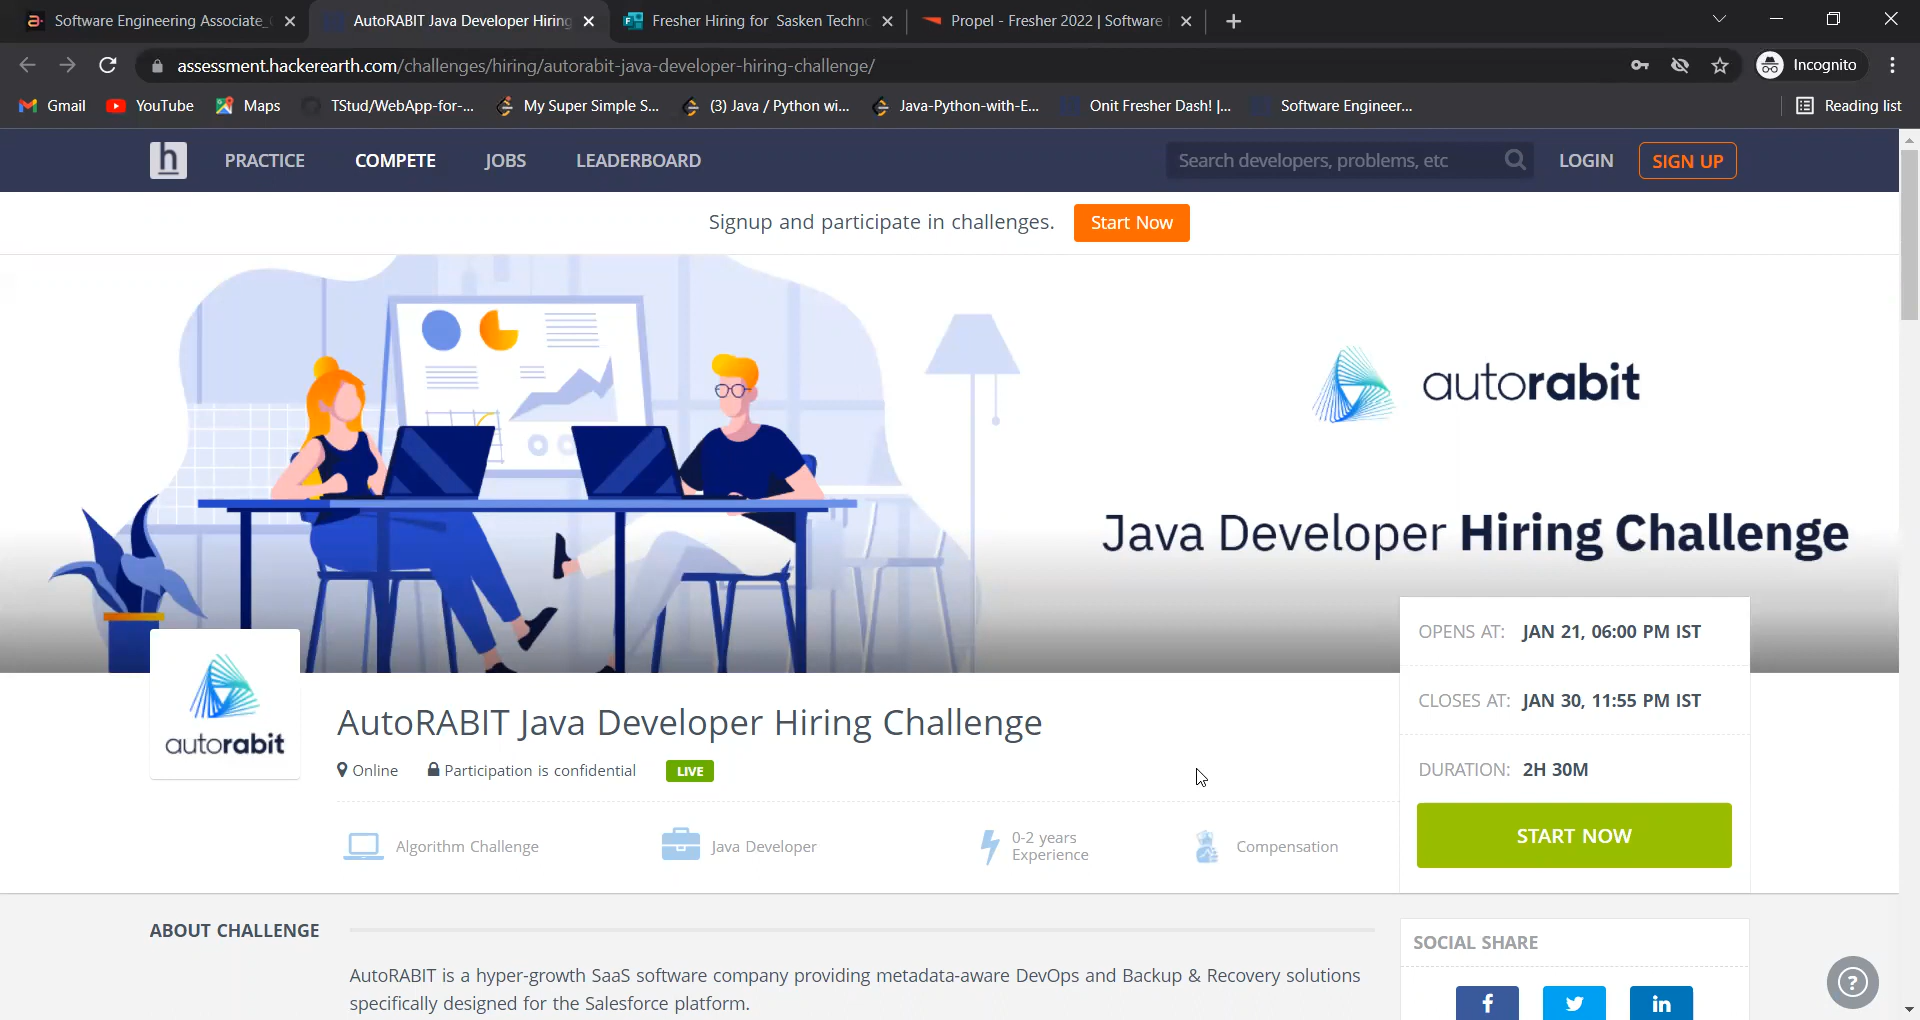 Software Engineering Associate_
AutoRABIT Java Developer Hiring
Fresher Hiring for Sasken Techno
Propel - Fresher 2022 | Software
assessment.hackerearth.com/challenges/hiring/autorabit-java-developer-hiring-challenge/
Incognito
Gmail
YouTube
Maps
TStud/WebApp-for-...
My Super Simple S...
(3) Java / Python wi...
Java-Python-with-E...
Onit Fresher Dash! |...
Software Engineer...
Reading list
h
PRACTICE
COMPETE
JOBS
LEADERBOARD
Search developers, problems, etc
LOGIN
SIGN UP
Signup and participate in challenges.
Start Now
autorabit
Java Developer Hiring Challenge
OPENS AT: JAN 21, 06:00 PM IST
CLOSES AT: JAN 30, 11:55 PM IST
DURATION: 2H 30M
START NOW
autorabit
AutoRABIT Java Developer Hiring Challenge
Online
Participation is confidential
LIVE
Algorithm Challenge
Java Developer
0-2 years
Experience
Compensation
ABOUT CHALLENGE
AutoRABIT is a hyper-growth SaaS software company providing metadata-aware DevOps and Backup & Recovery solutions
specifically designed for the Salesforce platform.
SOCIAL SHARE
f
in
?